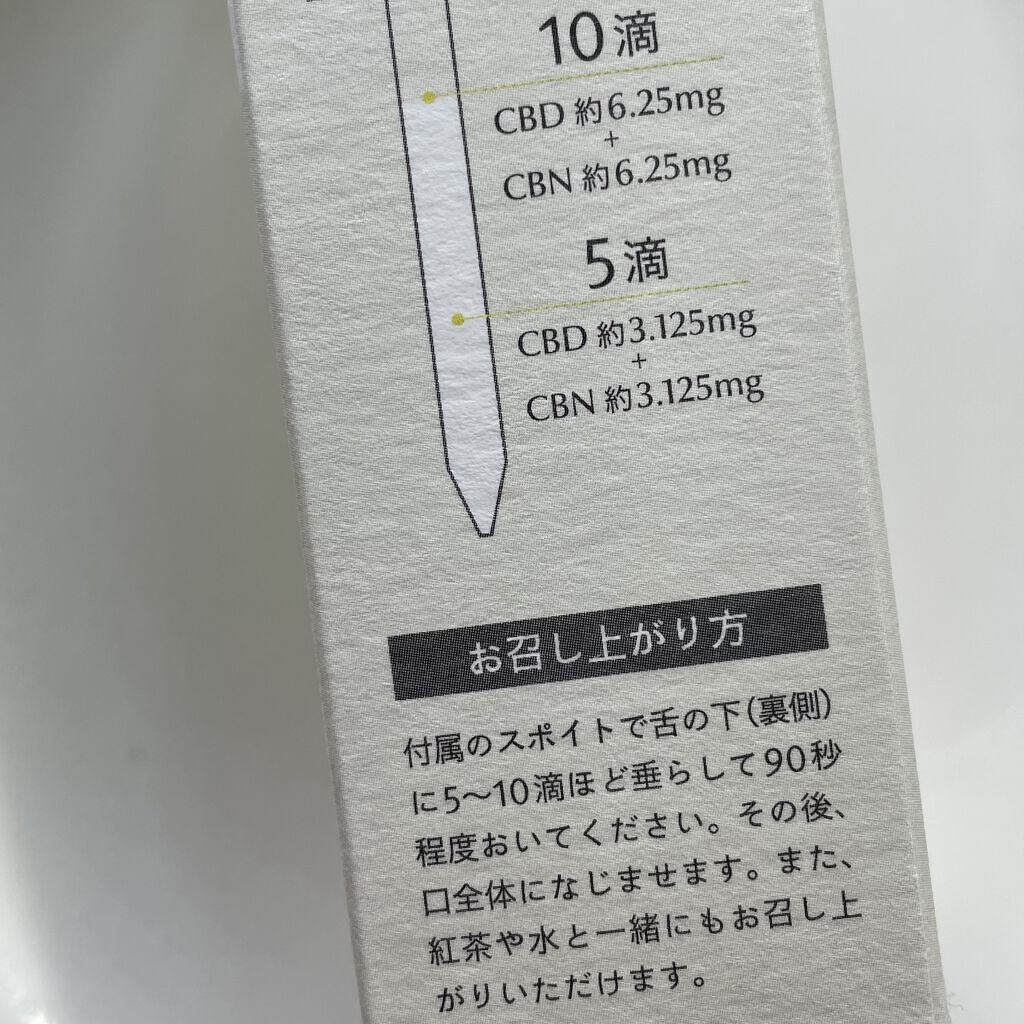 10滴
CBD 約6.25mg
+
CBN 約6.25mg
5滴
CBD 約3.125mg
+
CBN 約3.125mg
お召し上がり方
付属のスポイトで舌の下(裏側)
に5〜10滴ほど垂らして90秒
程度おいてください。その後、
口全体になじませます。また、
紅茶や水と一緒にもお召し上
がりいただけます。